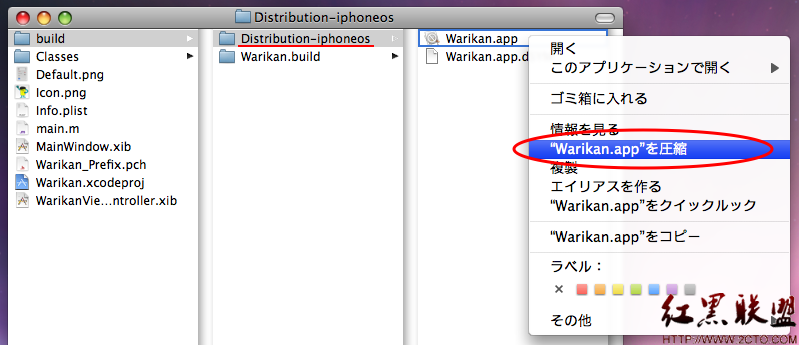 Distribution-iphoneos
build
Classes
Default.png
Icon.png
Info.plist
main.m
MainWindow.xib
Warikan_Prefix.pch
Warikan.xcodeproj
WarikanVie…ntroller.xib
Distribution-iphoneos
Warikan.build
Warikan.app
Warikan.app.d
開く
このアプリケーションで開く
ゴミ箱に入れる
情報を見る
“Warikan.app”を圧縮
複製
エイリアスを作る
“Warikan.app”をクイックルック
“Warikan.app”をコピー
ラベル：
その他
红黑联盟
HTTP://WWW.2CTO.COM